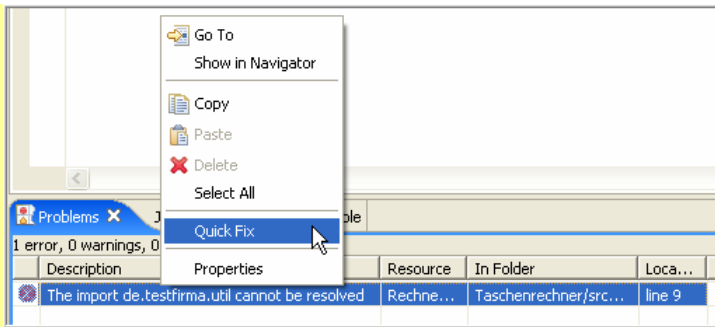 Go To
Show in Navigator
Copy
Paste
Delete
Select All
Problems
Quick Fix
1 error, 0 warnings, 0
Description
Properties
Resource
In Folder
Loca...
The import de.testfirma.util cannot be resolved
Rechne...
Taschenrechner/src...
line 9